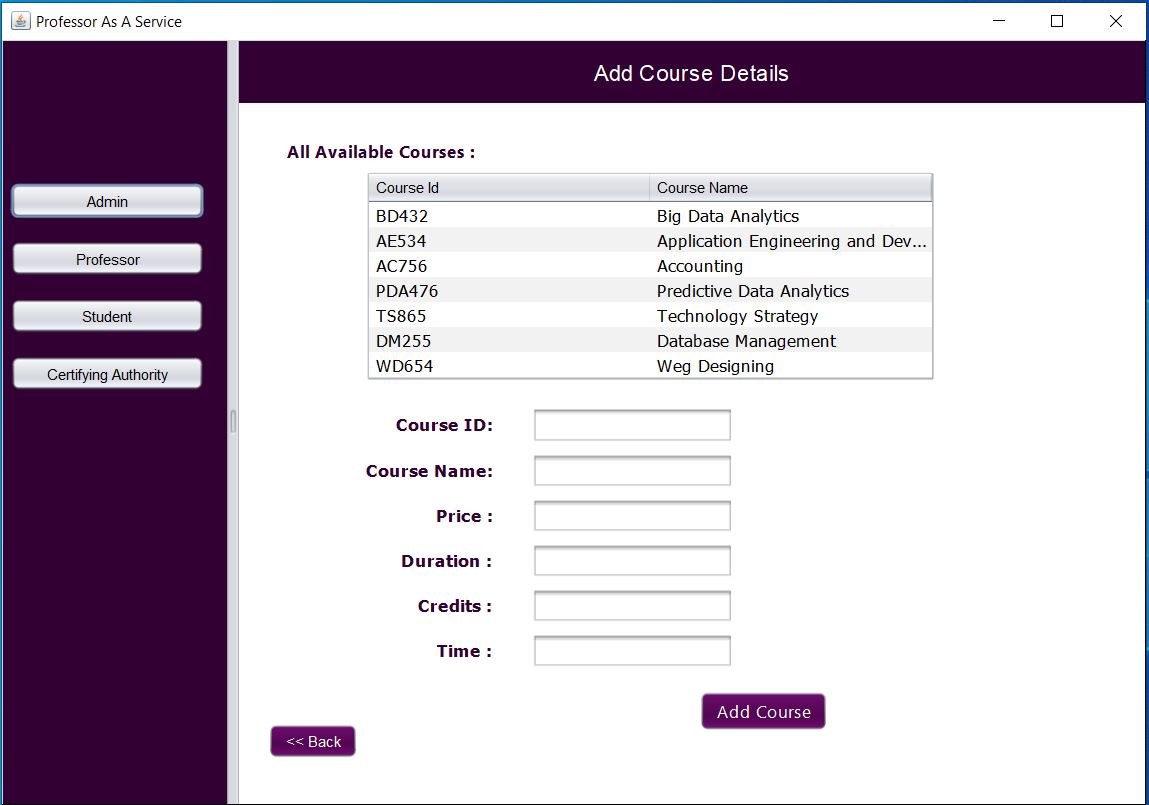 Professor As A Service
Add Course Details
Admin
Professor
Student
Certifying Authority
All Available Courses :
Course Id Course Name
BD432 Big Data Analytics
AE534 Application Engineering and Dev...
AC756 Accounting
PDA476 Predictive Data Analytics
TS865 Technology Strategy
DM255 Database Management
WD654 Weg Designing
Course ID:
Course Name:
Price :
Duration :
Credits :
Time :
Add Course
<< Back